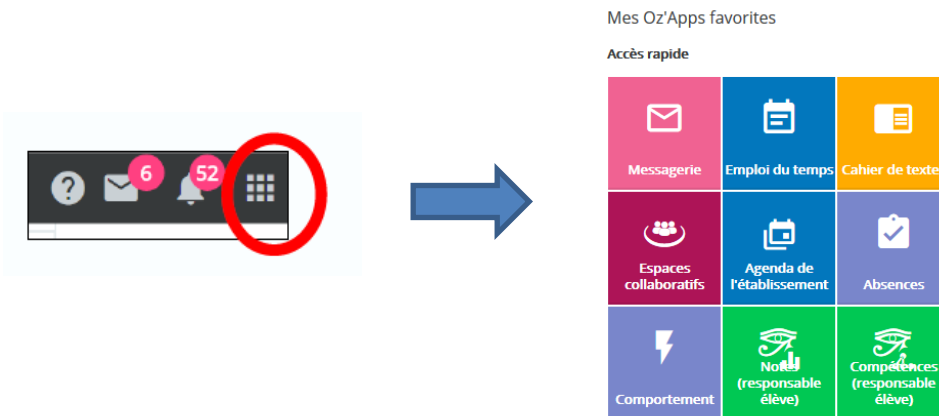 Mes Oz'Apps favorites
Accès rapide
6
52
Messagerie
Emploi du temps
Cahier de texte
Espaces
collaboratifs
Agenda de
l'établissement
Absences
Comportement
Notes
(responsable
élève)
Compétences
(responsable
élève)